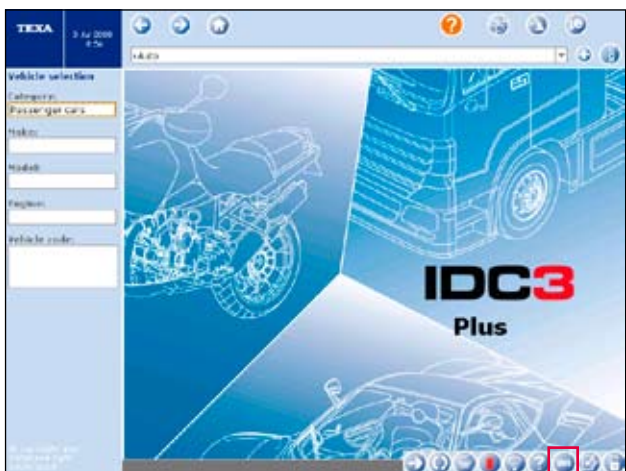 TEXA
Vehicle selection
Category:
Passenger cars
Make:
Model:
Engine:
Vehicle code:
IDC3
Plus